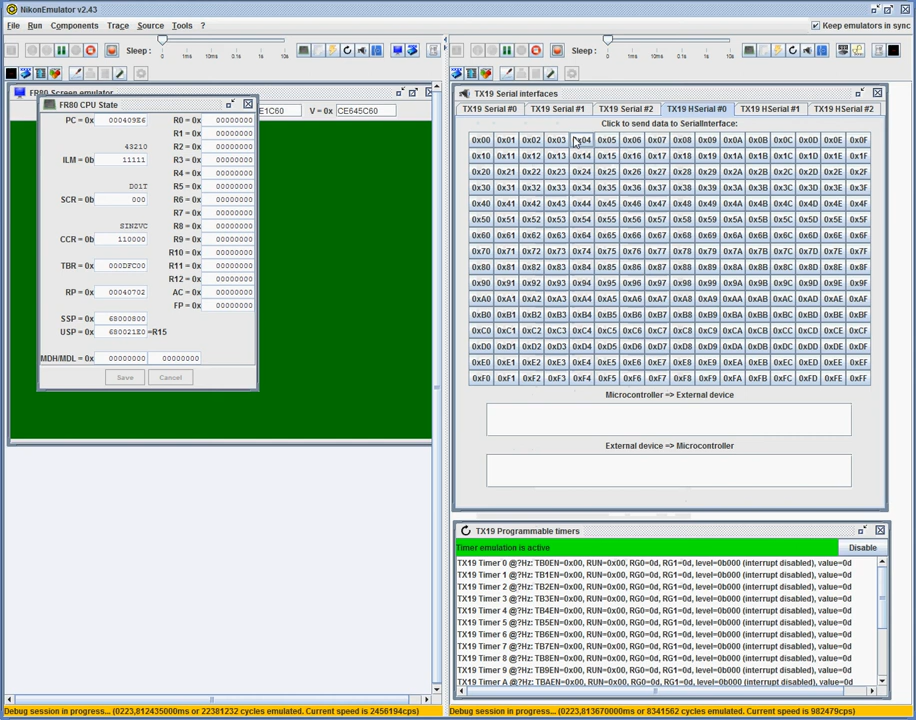 NikonEmulator v2.43
File Run Components Trace Source Tools ?
Keep emulators in sync
Sleep :
1ms 10ms 0.1s 1s 10s
Sleep :
1ms 10ms 0.1s 1s 10s
FR80 Screen emulator
E1C60 V = 0x CE645C60
FR80 CPU State
PC = 0x 000409E6
43210
ILM = 0b 11111
D01T
SCR = 0b 000
SINZVC
CCR = 0b 110000
TBR = 0x 000DFC00
RP = 0x 00040702
SSP = 0x 68000800
USP = 0x 680021E0 =R15
MDH/MDL = 0x 00000000 00000000
R0 = 0x 00000000
R1 = 0x 00000000
R2 = 0x 00000000
R3 = 0x 00000000
R4 = 0x 00000000
R5 = 0x 00000000
R6 = 0x 00000000
R7 = 0x 00000000
R8 = 0x 00000000
R9 = 0x 00000000
R10 = 0x 00000000
R11 = 0x 00000000
R12 = 0x 00000000
AC = 0x 00000000
FP = 0x 00000000
Save Cancel
TX19 Serial interfaces
TX19 Serial #0 TX19 Serial #1 TX19 Serial #2 TX19 HSerial #0 TX19 HSerial #1 TX19 HSerial #2
Click to send data to SerialInterface:
0x00 0x01 0x02 0x03 0x04 0x05 0x06 0x07 0x08 0x09 0x0A 0x0B 0x0C 0x0D 0x0E 0x0F
0x10 0x11 0x12 0x13 0x14 0x15 0x16 0x17 0x18 0x19 0x1A 0x1B 0x1C 0x1D 0x1E 0x1F
0x20 0x21 0x22 0x23 0x24 0x25 0x26 0x27 0x28 0x29 0x2A 0x2B 0x2C 0x2D 0x2E 0x2F
0x30 0x31 0x32 0x33 0x34 0x35 0x36 0x37 0x38 0x39 0x3A 0x3B 0x3C 0x3D 0x3E 0x3F
0x40 0x41 0x42 0x43 0x44 0x45 0x46 0x47 0x48 0x49 0x4A 0x4B 0x4C 0x4D 0x4E 0x4F
0x50 0x51 0x52 0x53 0x54 0x55 0x56 0x57 0x58 0x59 0x5A 0x5B 0x5C 0x5D 0x5E 0x5F
0x60 0x61 0x62 0x63 0x64 0x65 0x66 0x67 0x68 0x69 0x6A 0x6B 0x6C 0x6D 0x6E 0x6F
0x70 0x71 0x72 0x73 0x74 0x75 0x76 0x77 0x78 0x79 0x7A 0x7B 0x7C 0x7D 0x7E 0x7F
0x80 0x81 0x82 0x83 0x84 0x85 0x86 0x87 0x88 0x89 0x8A 0x8B 0x8C 0x8D 0x8E 0x8F
0x90 0x91 0x92 0x93 0x94 0x95 0x96 0x97 0x98 0x99 0x9A 0x9B 0x9C 0x9D 0x9E 0x9F
0xA0 0xA1 0xA2 0xA3 0xA4 0xA5 0xA6 0xA7 0xA8 0xA9 0xAA 0xAB 0xAC 0xAD 0xAE 0xAF
0xB0 0xB1 0xB2 0xB3 0xB4 0xB5 0xB6 0xB7 0xB8 0xB9 0xBA 0xBB 0xBC 0xBD 0xBE 0xBF
0xC0 0xC1 0xC2 0xC3 0xC4 0xC5 0xC6 0xC7 0xC8 0xC9 0xCA 0xCB 0xCC 0xCD 0xCE 0xCF
0xD0 0xD1 0xD2 0xD3 0xD4 0xD5 0xD6 0xD7 0xD8 0xD9 0xDA 0xDB 0xDC 0xDD 0xDE 0xDF
0xE0 0xE1 0xE2 0xE3 0xE4 0xE5 0xE6 0xE7 0xE8 0xE9 0xEA 0xEB 0xEC 0xED 0xEE 0xEF
0xF0 0xF1 0xF2 0xF3 0xF4 0xF5 0xF6 0xF7 0xF8 0xF9 0xFA 0xFB 0xFC 0xFD 0xFE 0xFF
Microcontroller => External device
External device => Microcontroller
TX19 Programmable timers
Timer emulation is active Disable
TX19 Timer 0 @?Hz: TB0EN=0x00, RUN=0x00, RG0=0d, RG1=0d, level=0b000 (interrupt disabled), value=0d
TX19 Timer 1 @?Hz: TB1EN=0x00, RUN=0x00, RG0=0d, RG1=0d, level=0b000 (interrupt disabled), value=0d
TX19 Timer 2 @?Hz: TB2EN=0x00, RUN=0x00, RG0=0d, RG1=0d, level=0b000 (interrupt disabled), value=0d
TX19 Timer 3 @?Hz: TB3EN=0x00, RUN=0x00, RG0=0d, RG1=0d, level=0b000 (interrupt disabled), value=0d
TX19 Timer 4 @?Hz: TB4EN=0x00, RUN=0x00, RG0=0d, RG1=0d, level=0b000 (interrupt disabled), value=0d
TX19 Timer 5 @?Hz: TB5EN=0x00, RUN=0x00, RG0=0d, RG1=0d, level=0b000 (interrupt disabled), value=0d
TX19 Timer 6 @?Hz: TB6EN=0x00, RUN=0x00, RG0=0d, RG1=0d, level=0b000 (interrupt disabled), value=0d
TX19 Timer 7 @?Hz: TB7EN=0x00, RUN=0x00, RG0=0d, RG1=0d, level=0b000 (interrupt disabled), value=0d
TX19 Timer 8 @?Hz: TB8EN=0x00, RUN=0x00, RG0=0d, RG1=0d, level=0b000 (interrupt disabled), value=0d
TX19 Timer 9 @?Hz: TB9EN=0x00, RUN=0x00, RG0=0d, RG1=0d, level=0b000 (interrupt disabled), value=0d
TX19 Timer A @?Hz: TBAEN=0x00, RUN=0x00, RG0=0d, RG1=0d, level=0b000 (interrupt disabled), value=0d
Debug session in progress... (0223,812435000ms or 22381232 cycles emulated. Current speed is 2456194cps)
Debug session in progress... (0223,813670000ms or 8341562 cycles emulated. Current speed is 982479cps)